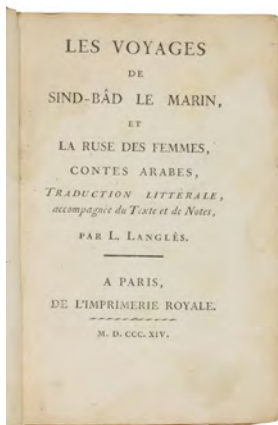 LES VOYAGES
DE
SIND-BÂD LE MARIN,
ET
LA RUSE DES FEMMES,
CONTES ARABES,
TRADUCTION LITTÉRALE,
accompagnée du Texte et de Notes,
PAR L. LANGLÈS.
A PARIS,
DE L'IMPRIMERIE ROYALE.
M. D. CCC. XIV.